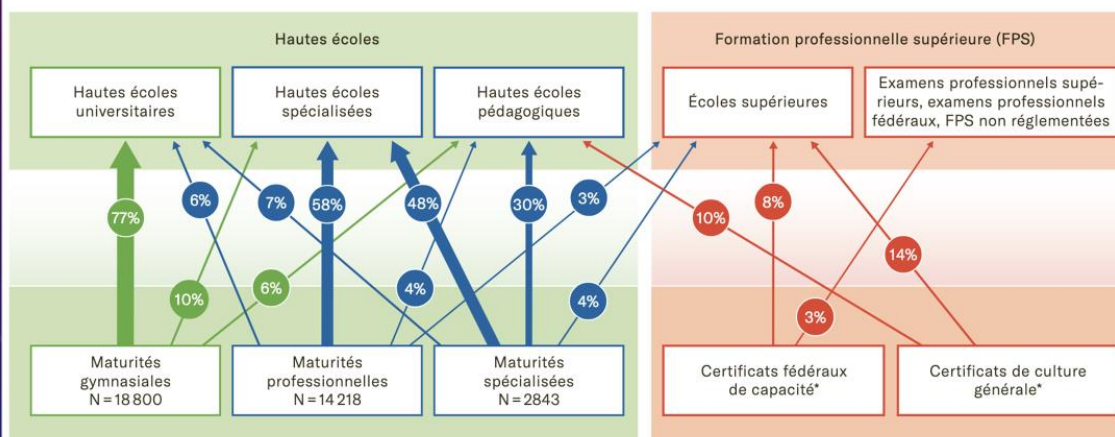 Hautes écoles
Formation professionnelle supérieure (FPS)
Hautes écoles
universitaires
Hautes écoles
spécialisées
Hautes écoles
pédagogiques
Écoles supérieures
Examens professionnels supé-
rieurs, examens professionnels
fédéraux, FPS non réglementées
77%
6%
7%
58%
48%
30%
3%
10%
8%
14%
10%
6%
4%
4%
3%
Maturités
gymnasiales
N = 18 800
Maturités
professionnelles
N = 14 218
Maturités
spécialisées
N = 2843
Certificats fédéraux
de capacité*
Certificats de culture
générale*